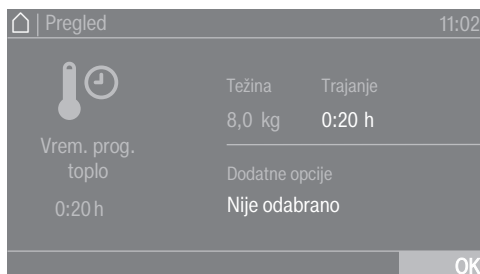 | Pregled 11:02
Vrem. prog.
toplo
0:20 h
Težina Trajanje
8,0 kg 0:20 h
Dodatne opcije
Nije odabrano
OK